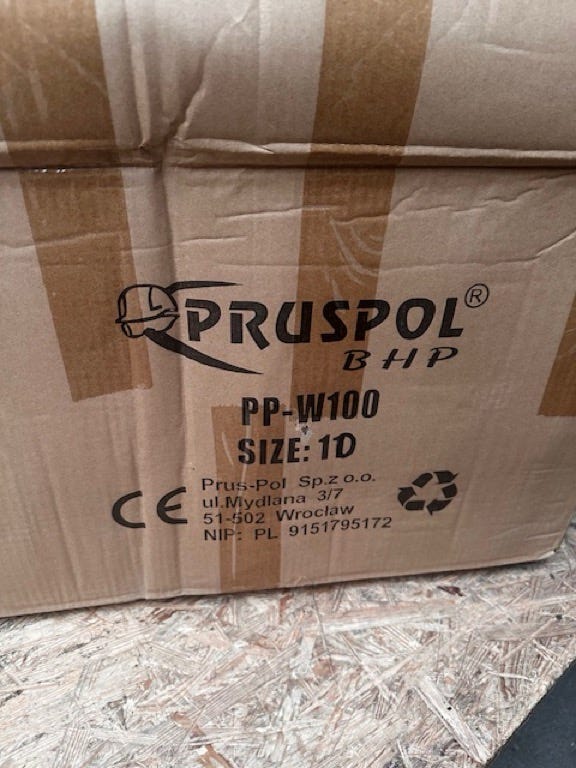 PRUSPOL®
BHP
PP-W100
SIZE: 10
CE
Prus-Pol Sp.z o.o.
ul.Mydlana 3/7
51-502 Wrocław
NIP: PL 9151795172